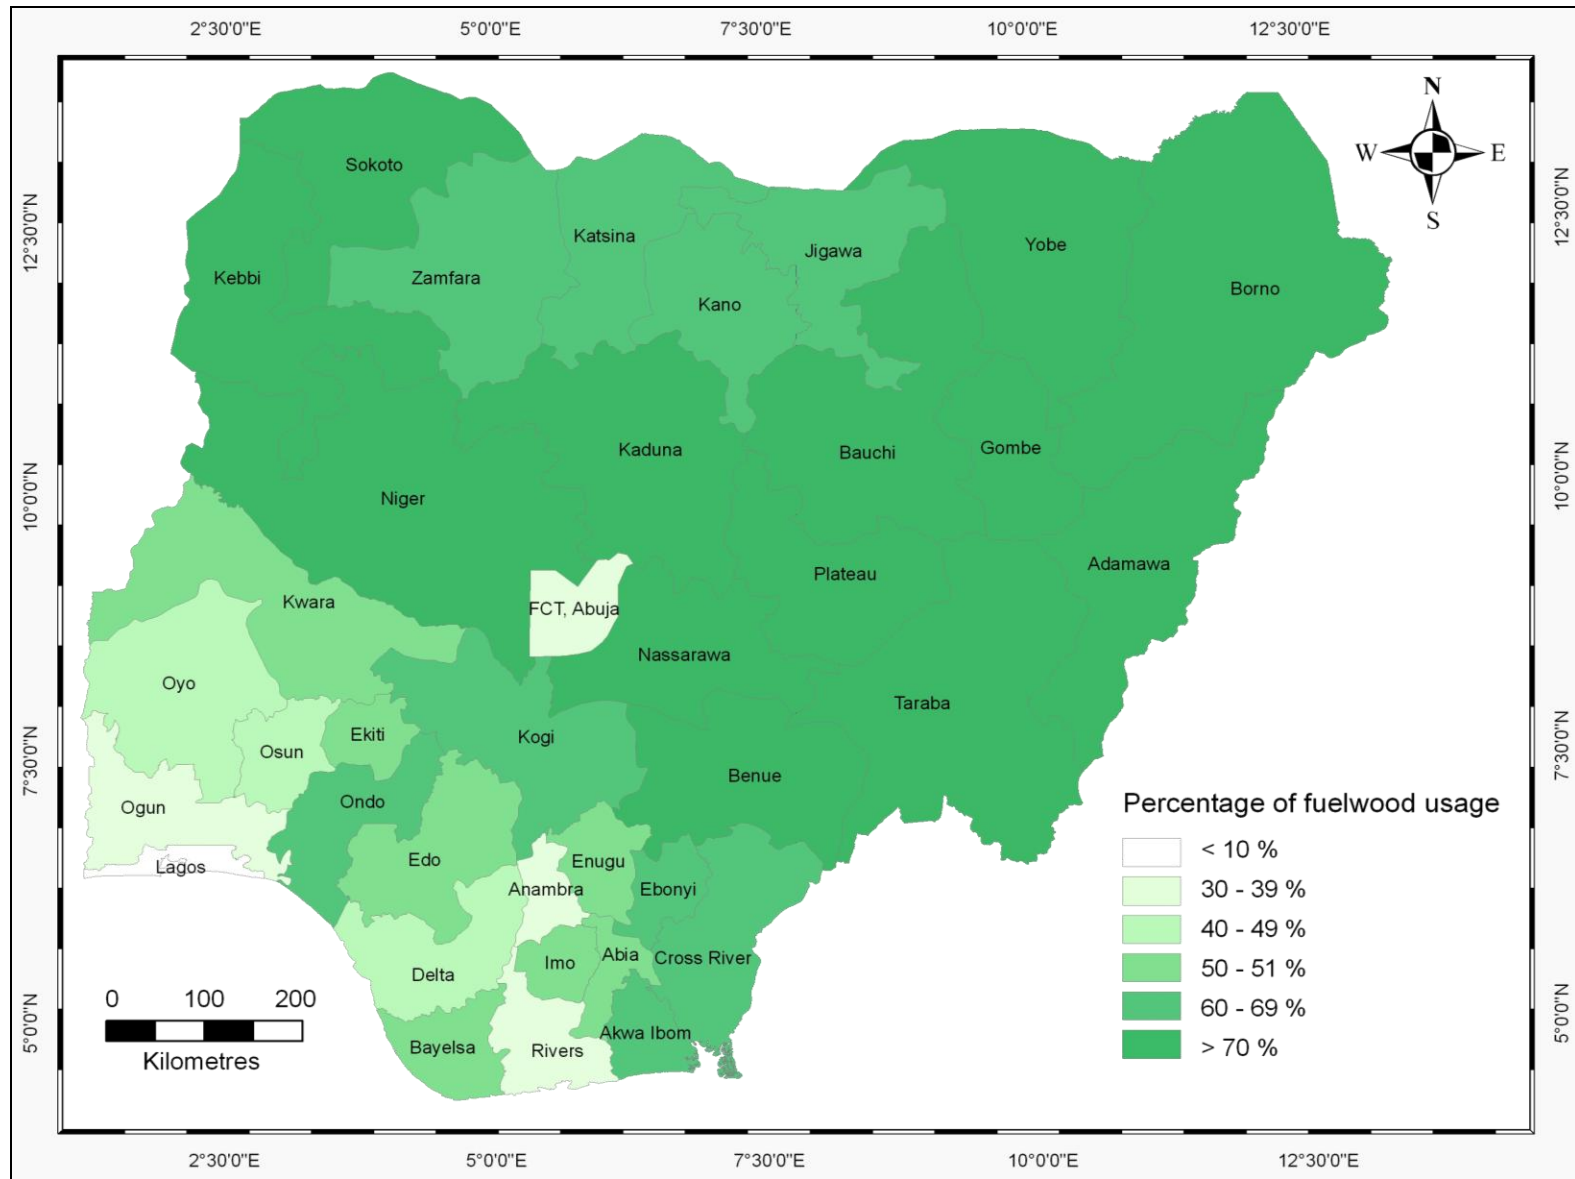 2°30'0"E 5°0'0"E 7°30'0"E 10°0'0"E 12°30'0"E
N
W E
S
12°30'0"N
10°0'0"N
7°30'0"N
5°0'0"N
12°30'0"N
10°0'0"N
7°30'0"N
5°0'0"N
Sokoto
Katsina
Jigawa
Yobe
Kebbi
Zamfara
Kano
Borno
Kaduna
Bauchi
Gombe
Niger
Adamawa
Plateau
Kwara
FCT, Abuja
Nassarawa
Oyo
Taraba
Osun
Ekiti
Kogi
Benue
Ogun
Ondo
Lagos
Edo
Enugu
Anambra
Ebonyi
Delta
Imo
Abia
Cross River
Bayelsa
Rivers
Akwa Ibom
Percentage of fuelwood usage
< 10 %
30 - 39 %
40 - 49 %
50 - 51 %
60 - 69 %
> 70 %
0 100 200
Kilometres
2°30'0"E 5°0'0"E 7°30'0"E 10°0'0"E 12°30'0"E